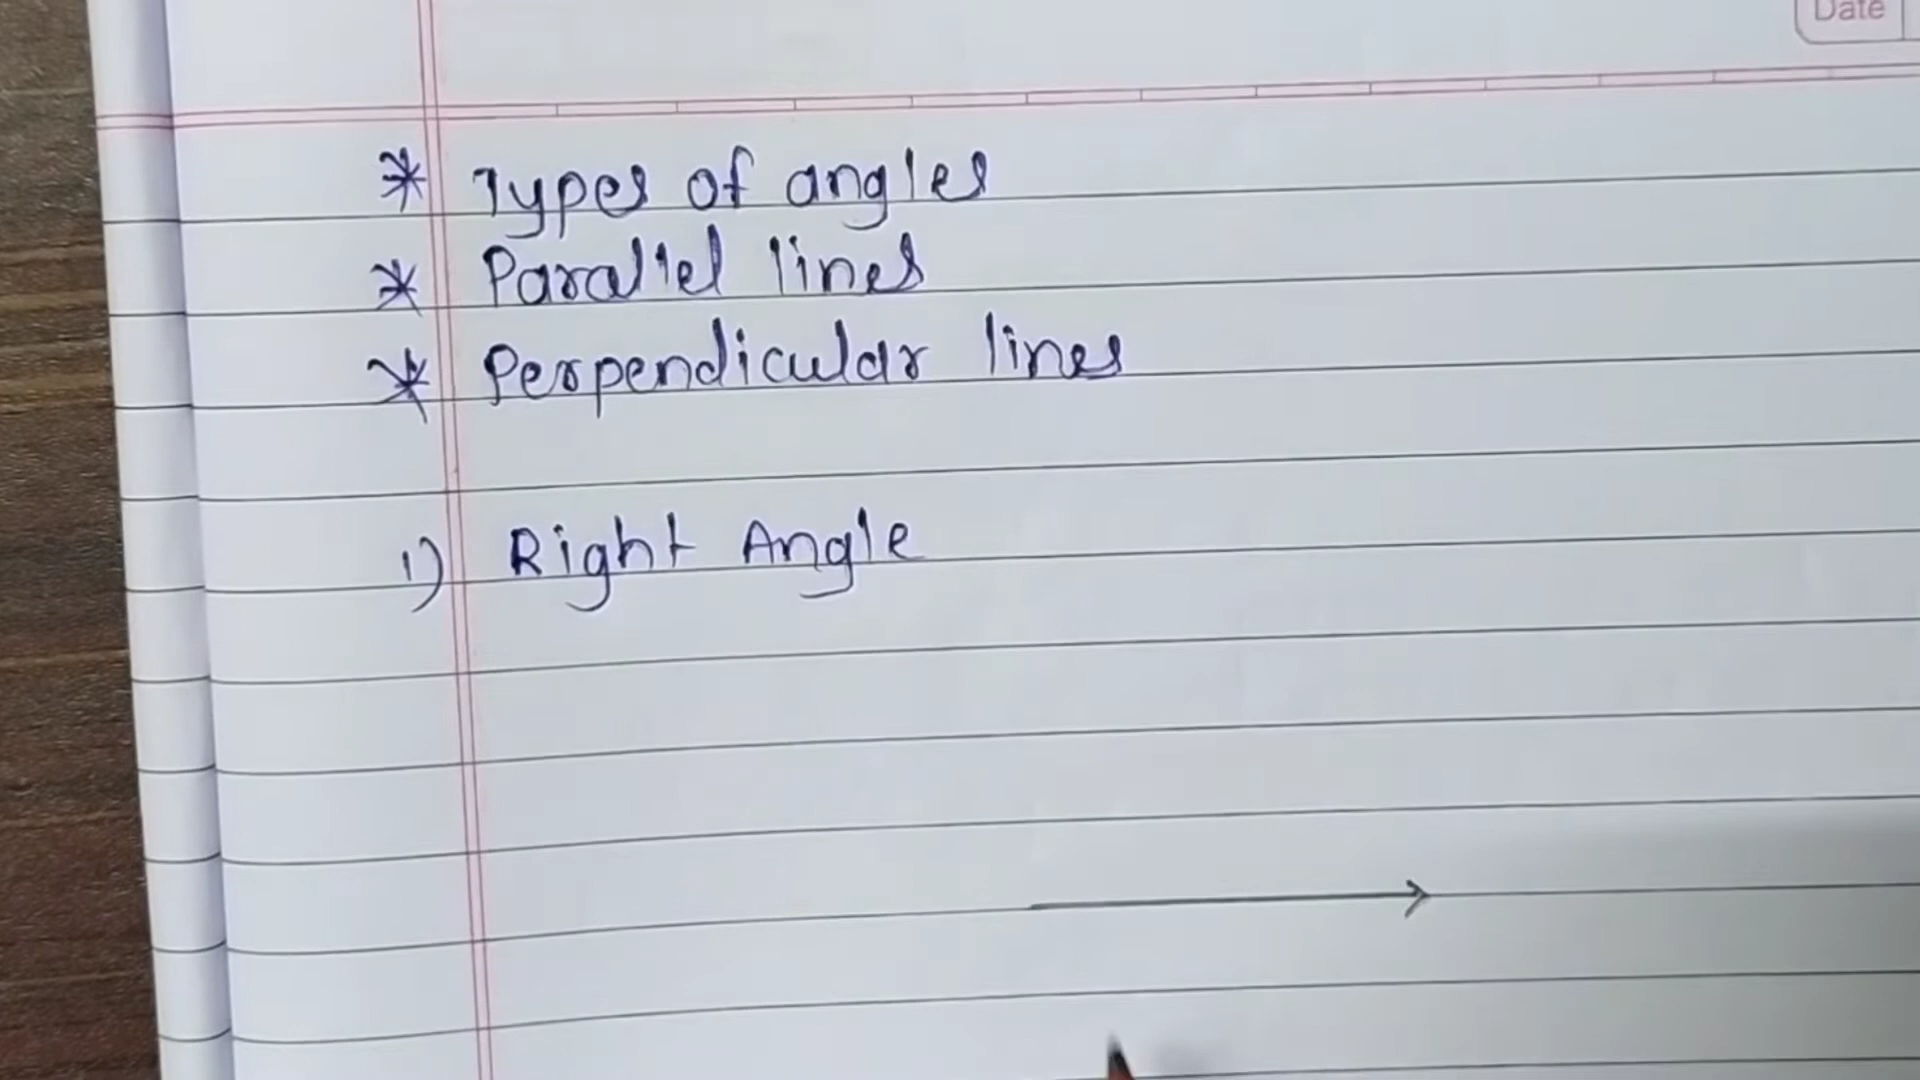 Date
* Types of angles
* Parallel lines
* Perpendicular lines
1) Right Angle